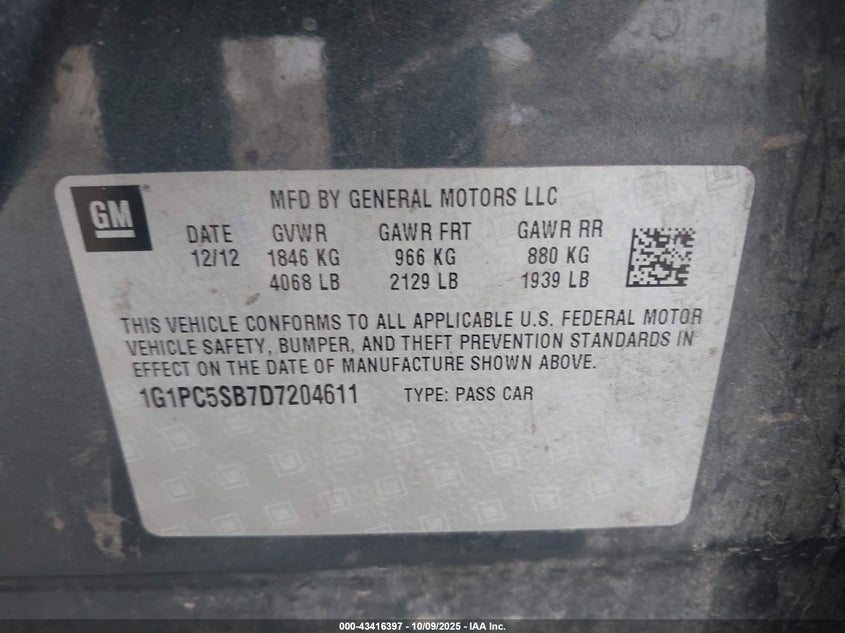 GM
MFD BY GENERAL MOTORS LLC
DATE GVWR GAWR FRT GAWR RR
12/12 1846 KG 966 KG 880 KG
4068 LB 2129 LB 1939 LB
THIS VEHICLE CONFORMS TO ALL APPLICABLE U.S. FEDERAL MOTOR
VEHICLE SAFETY, BUMPER, AND THEFT PREVENTION STANDARDS IN
EFFECT ON THE DATE OF MANUFACTURE SHOWN ABOVE.
1G1PC5SB7D7204611 TYPE: PASS CAR
000-43416397 - 10/09/2025 - IAA Inc.